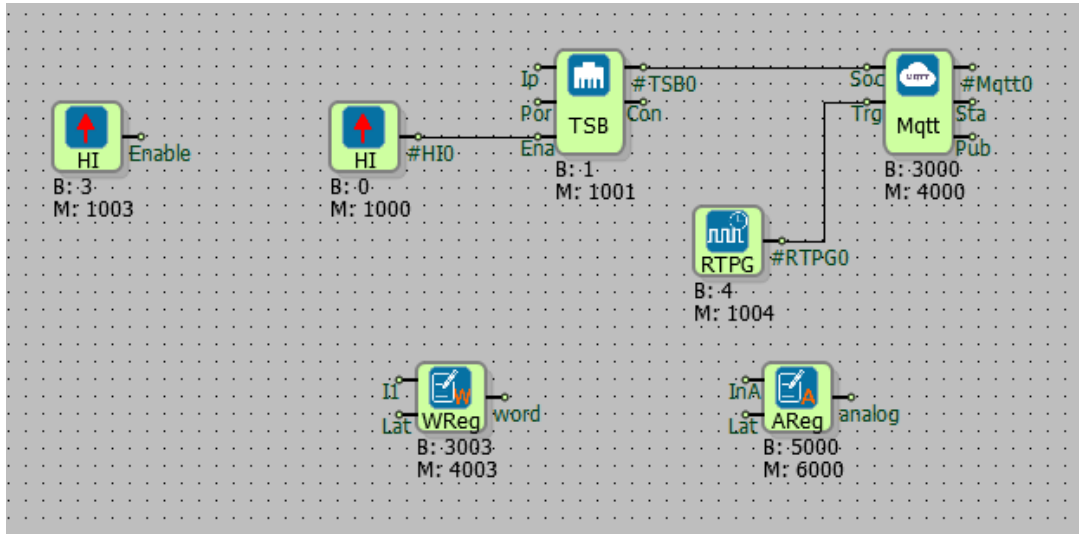 HI
Enable
B: 3
M: 1003
HI
#HI0
B: 0
M: 1000
Ip
Por
Ena
TSB
#TSB0
Con
B: 1
M: 1001
Soc
Trg
MQTT
Mqtt
#Mqtt0
Sta
Pub
B: 3000
M: 4000
RTPG
#RTPG0
B: 4
M: 1004
I1
Lat
W
WReg
word
B: 3003
M: 4003
InA
Lat
A
AReg
analog
B: 5000
M: 6000